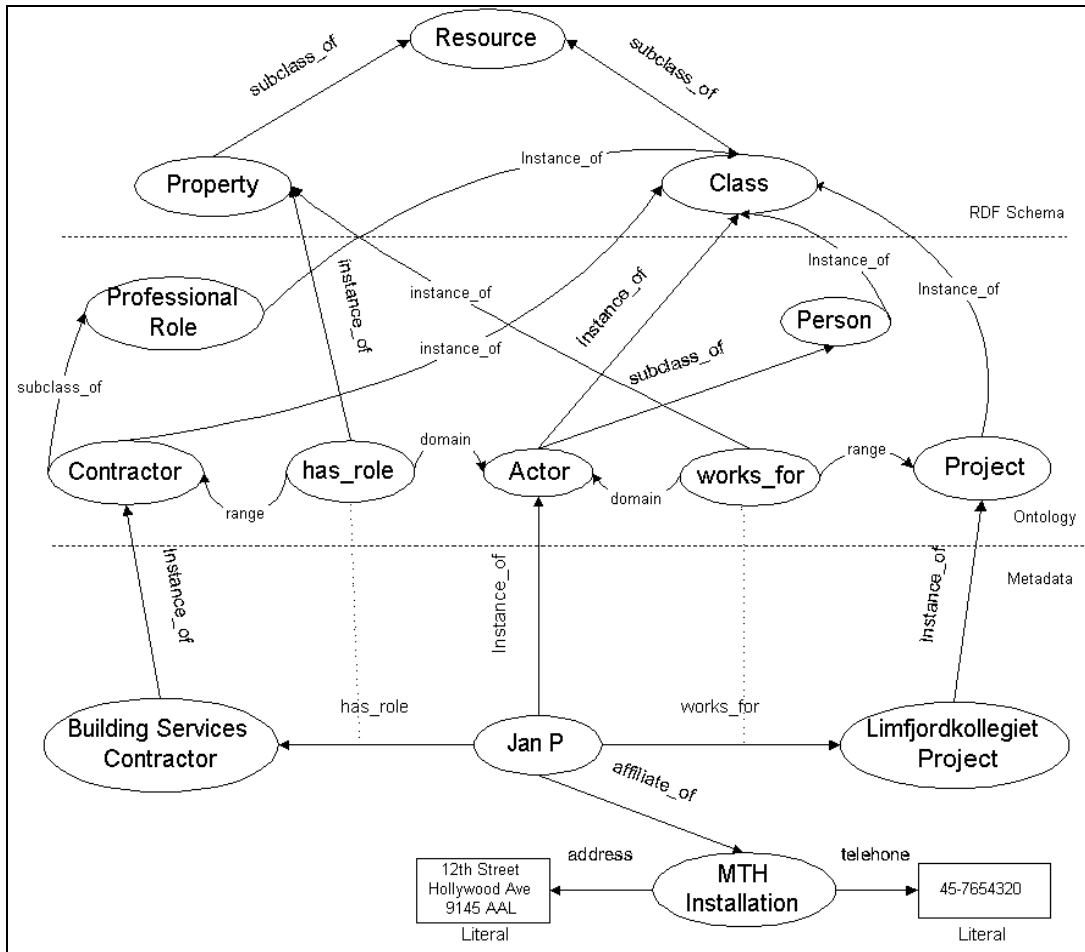 Resource
subclass_of
subclass_of
Instance_of
Property
Class
RDF Schema
Professional
Role
instance_of
instance_of
Instance_of
Instance_of
Instance_of
Person
instance_of
subclass_of
subclass_of
Contractor
has_role
domain
Actor
works_for
range
Project
range
domain
Ontology
Instance_of
Instance_of
Instance_of
Metadata
has_role
works_for
Building Services
Contractor
Jan P
Limfjordkollegiet
Project
affiliate_of
address
MTH
Installation
telehone
12th Street
Hollywood Ave
9145 AAL
45-7654320
Literal
Literal